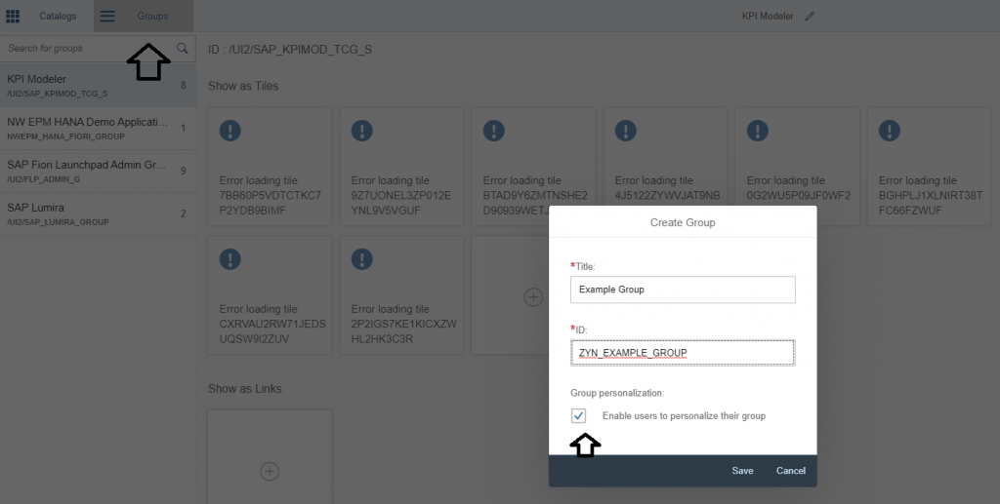 Catalogs
Groups
KPI Modeler
Search for groups
ID : /UI2/SAP_KPIMOD_TCG_S
KPI Modeler
8
/UI2/SAP_KPIMOD_TCG_S
NW EPM HANA Demo Applicati...
1
NWEPM_HANA_FIORI_GROUP
SAP Fiori Launchpad Admin Gr...
9
/UI2/FLP_ADMIN_G
SAP Lumira
2
/UI2/SAP_LUMIRA_GROUP
Show as Tiles
Error loading tile
7BB60P5VDTCTKC7
P2YDB9BIMF
Error loading tile
9Z7UONEL3ZP012E
YNL9V5VGUF
Error loading tile
BTAD9Y6ZMTNSHE2
D90939WETJ
Error loading tile
4J5122ZYWVJAT9NB
Error loading tile
0G2WU5P09JF0WF2
Error loading tile
BGHPLJ1XLNIRT38T
FC66FZWUF
Error loading tile
CXRVAU2RW71JEDS
UQSW9I2ZUV
Error loading tile
2P2IGS7KE1KICXZW
HL2HK3C3R
Show as Links
Create Group
*Title:
Example Group
*ID:
ZYN_EXAMPLE_GROUP
Group personalization:
Enable users to personalize their group
Save
Cancel